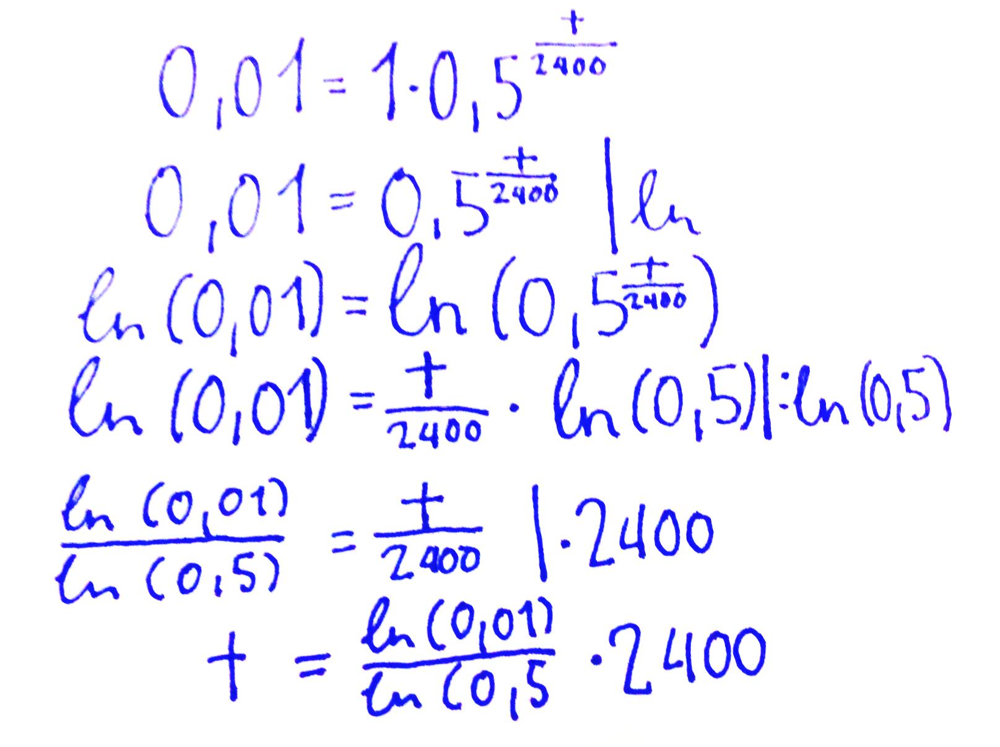 0,01 = 1·0,5^(t/2400)
0,01 = 0,5^(t/2400) | ln
ln (0,01) = ln (0,5^(t/2400))
ln (0,01) = t/2400 · ln (0,5) | : ln (0,5)
ln (0,01)/ln (0,5) = t/2400 | ·2400
t = ln (0,01)/ln (0,5 ·2400